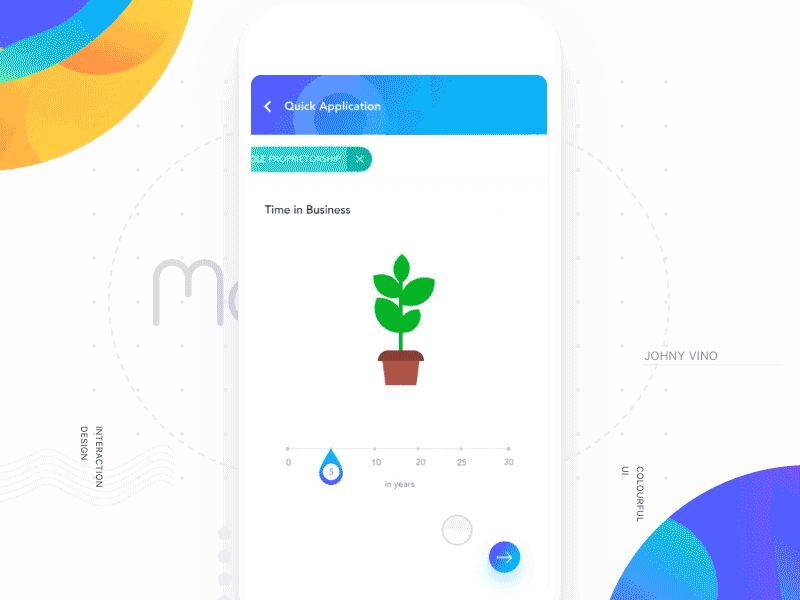 Quick Application
OLE PROPRIETORSHIP
Time in Business
JOHNY VINO
0 5 10 20 25 30
in years
INTERACTION
DESIGN
COLOURFUL
UI